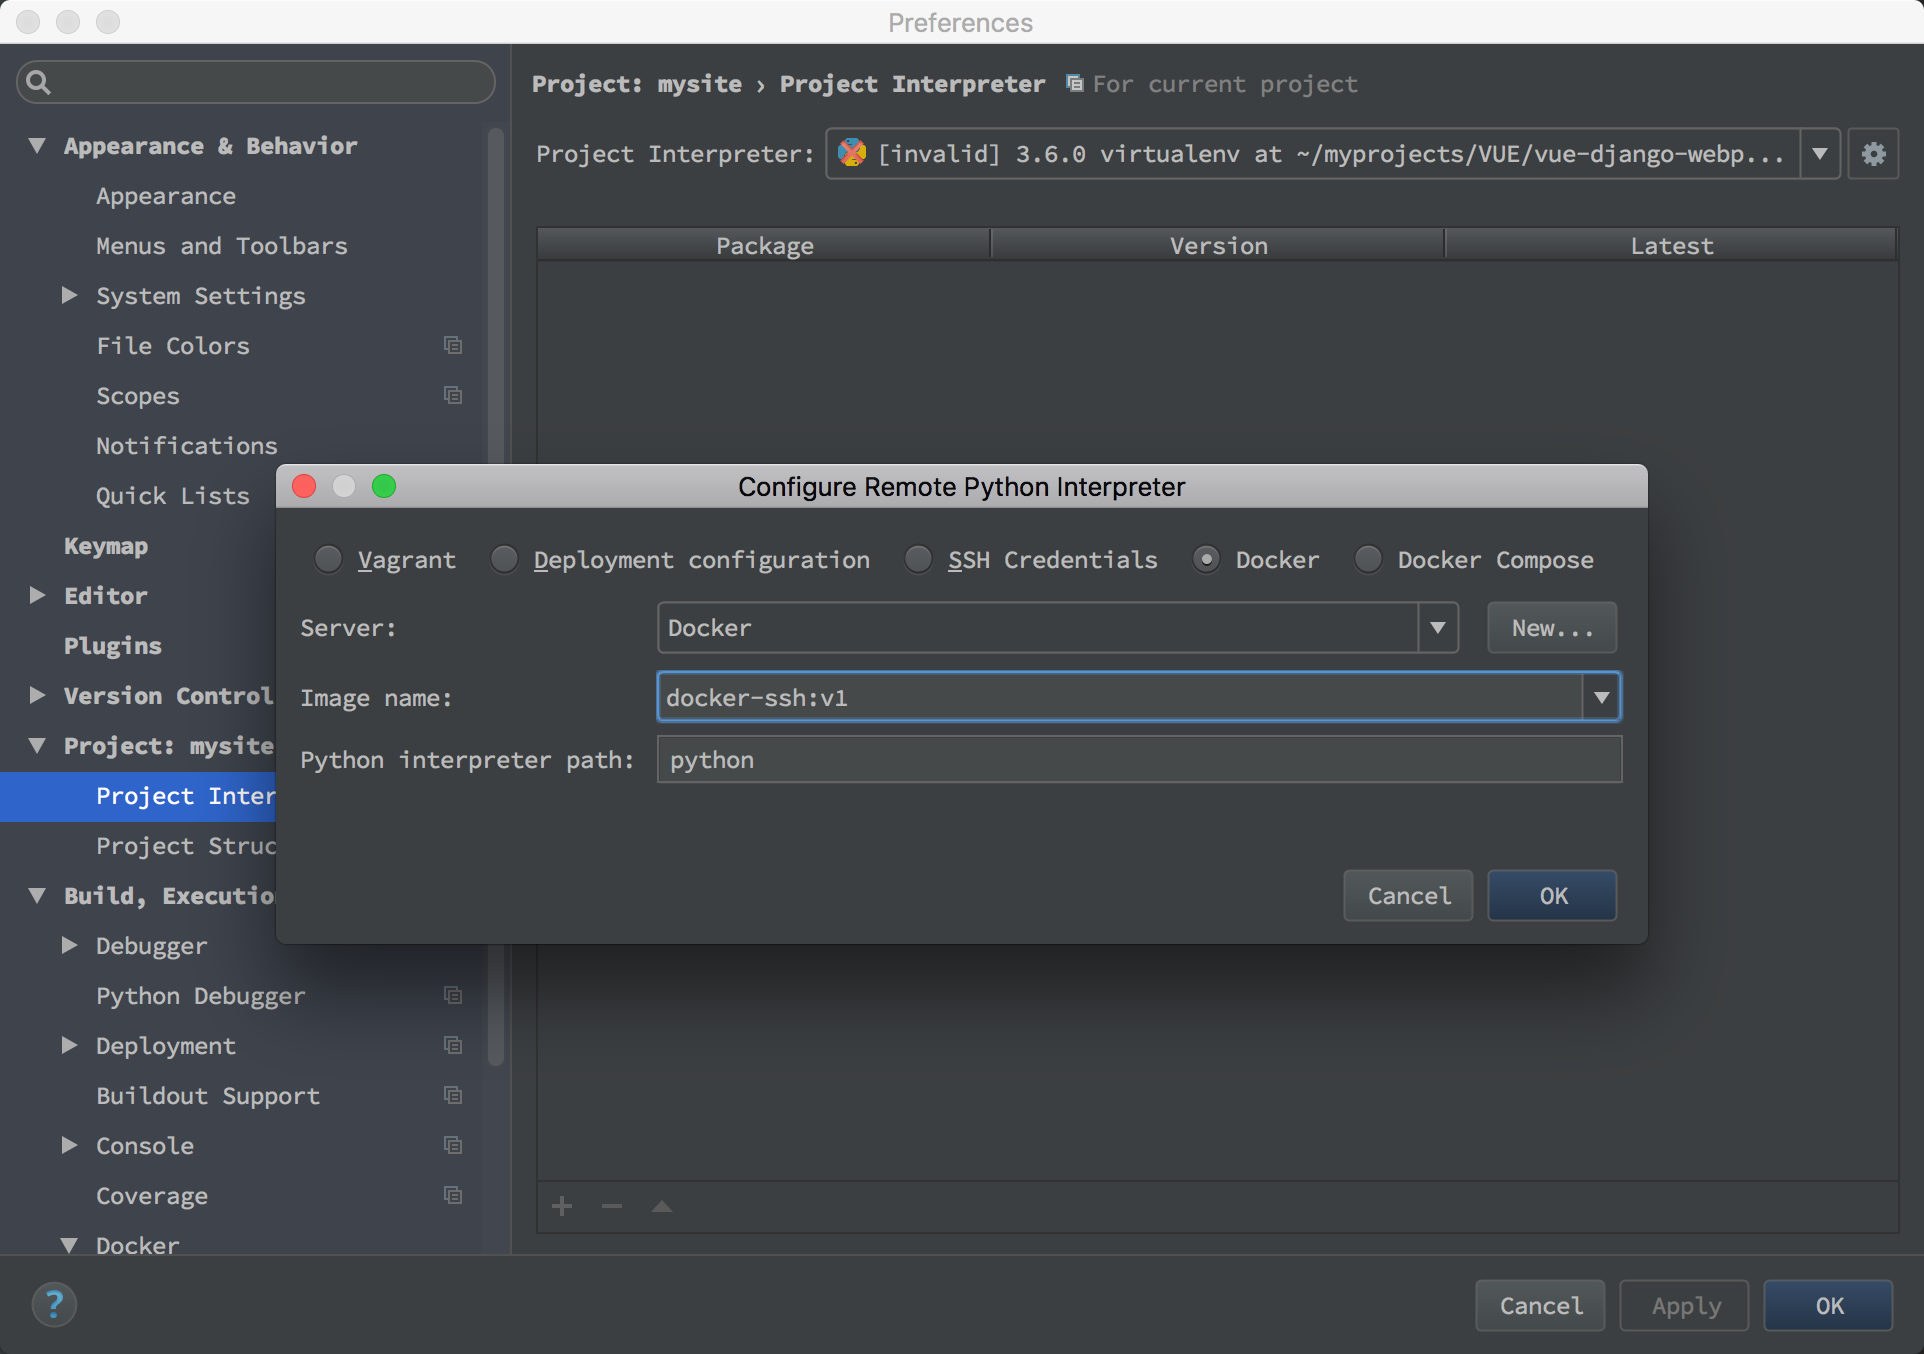 Preferences
Project: mysite › Project Interpreter For current project
Project Interpreter: [invalid] 3.6.0 virtualenv at ~/myprojects/VUE/vue-django-webp...
Package Version Latest
Appearance & Behavior
Appearance
Menus and Toolbars
System Settings
File Colors
Scopes
Notifications
Quick Lists
Keymap
Editor
Plugins
Version Control
Project: mysite
Project Inter
Project Struc
Build, Execution
Debugger
Python Debugger
Deployment
Buildout Support
Console
Coverage
Docker
Configure Remote Python Interpreter
Vagrant Deployment configuration SSH Credentials Docker Docker Compose
Server: Docker New...
Image name: docker-ssh:v1
Python interpreter path: python
Cancel OK
? Cancel Apply OK